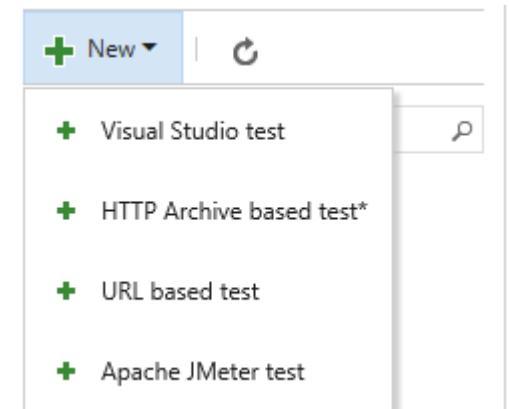 New
Visual Studio test
HTTP Archive based test*
URL based test
Apache JMeter test